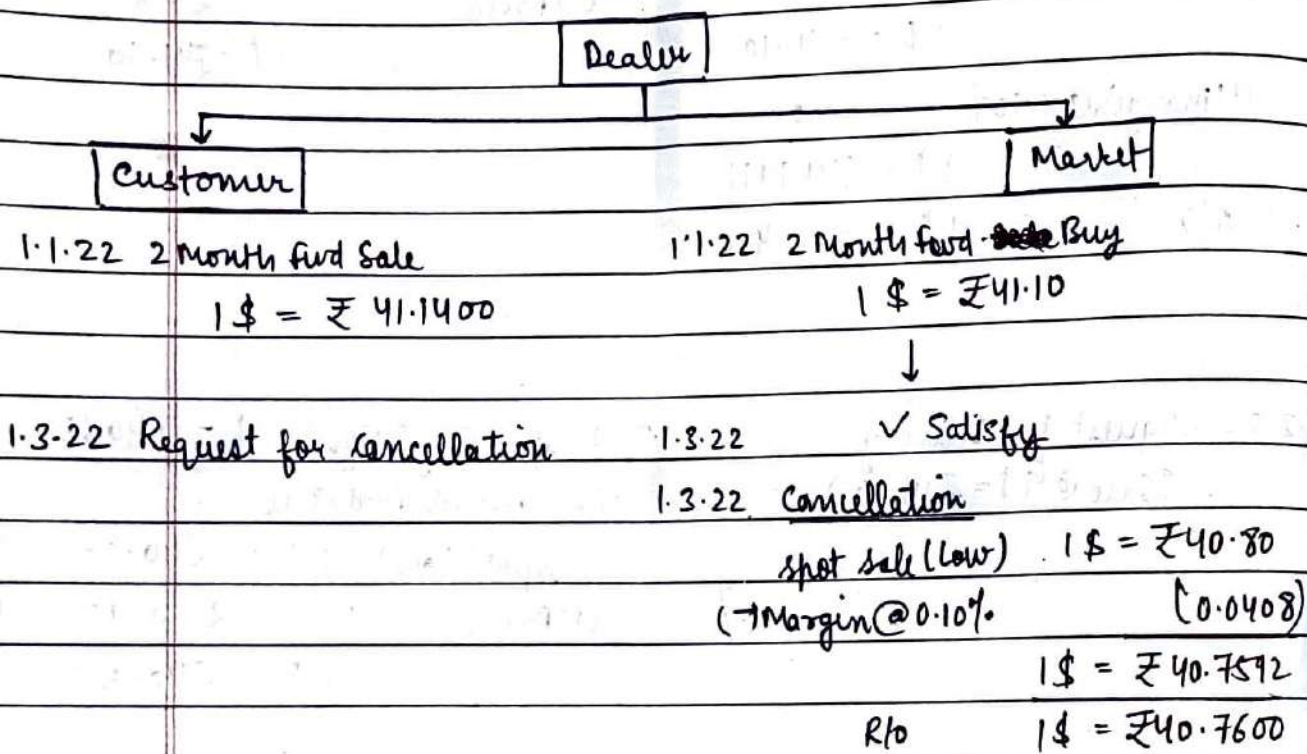 Dealer
Customer
Market
1.1.22 2 Month fwd Sale
1 $ = ₹ 41.1400
1.1.22 2 Month fwd Buy
1 $ = ₹41.10
↓
1.3.22 Request for cancellation
1.3.22 ✓ Satisfy
1.3.22 Cancellation
spot sale (low) 1 $ = ₹40.80
(-) Margin @ 0.10% (0.0408)
1 $ = ₹ 40.7592
R/o 1 $ = ₹40.7600